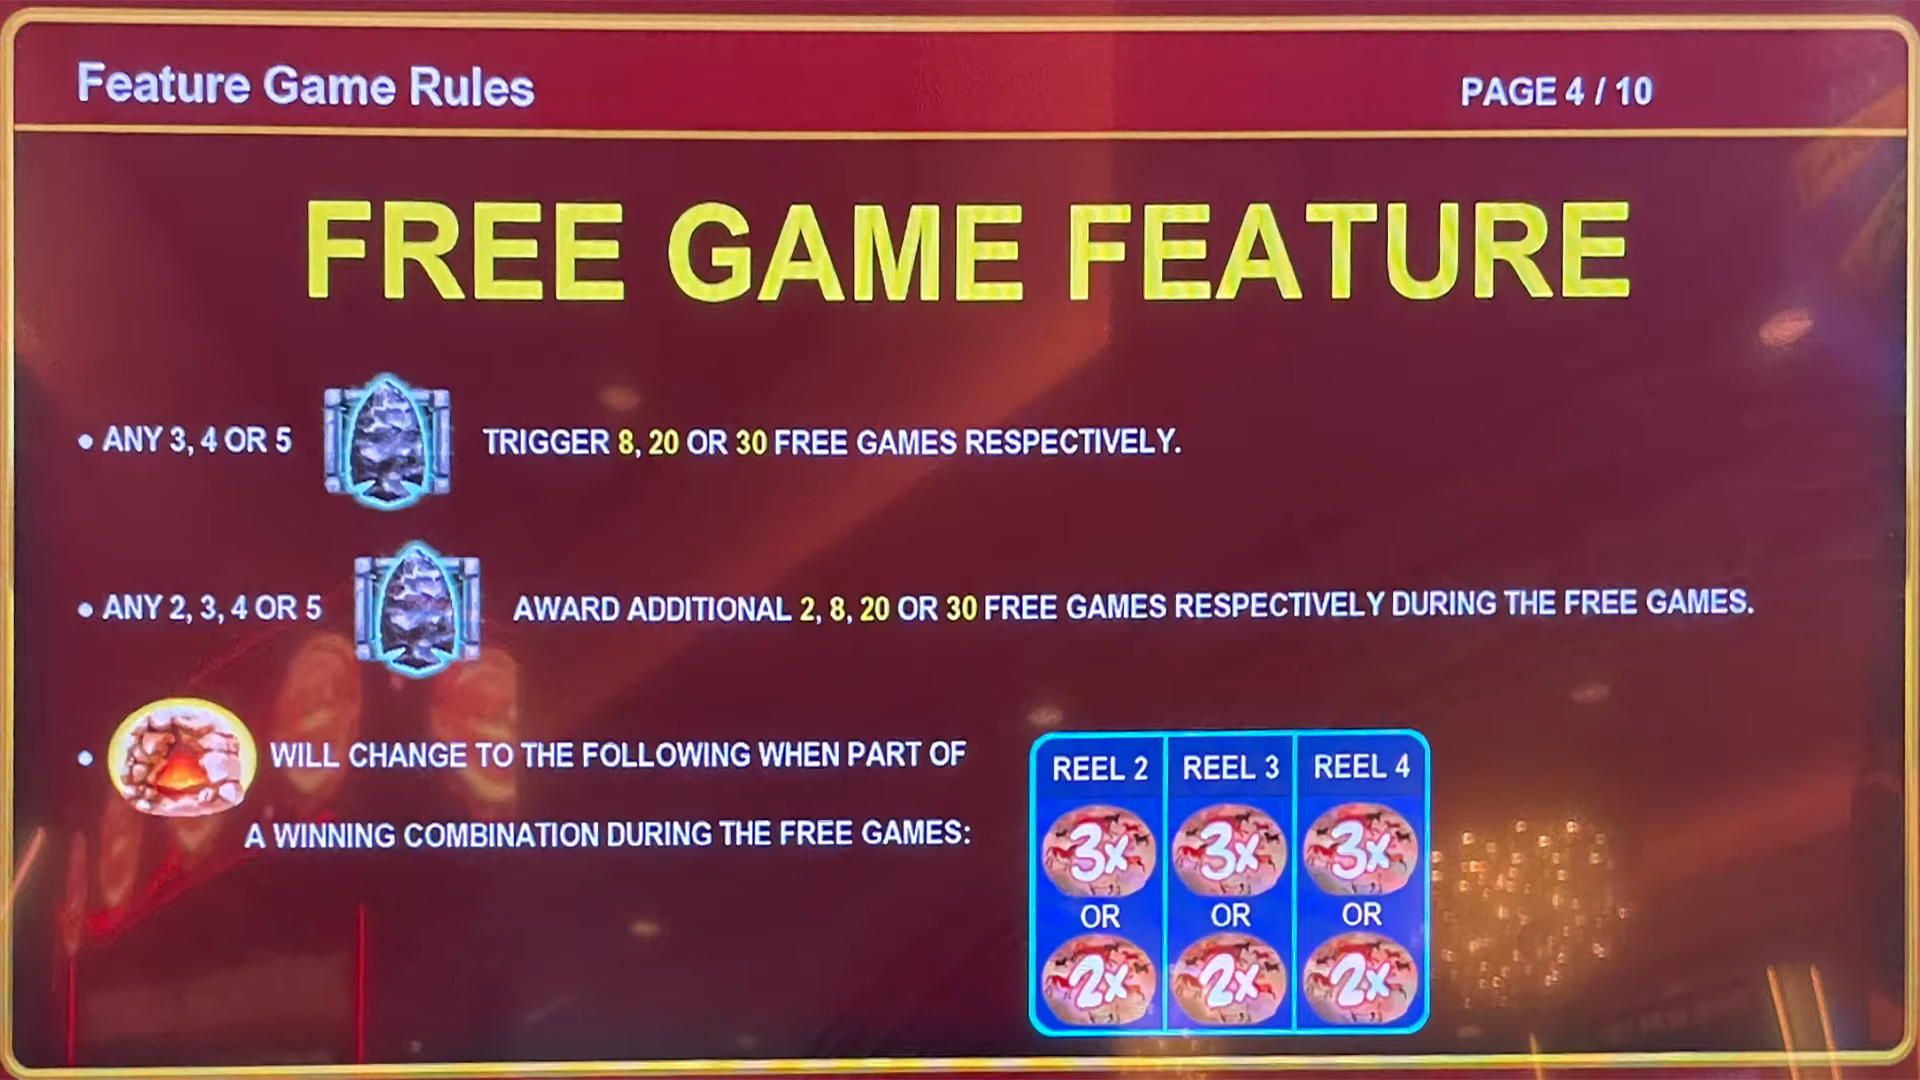 Feature Game Rules
PAGE 4 / 10
FREE GAME FEATURE
• ANY 3, 4 OR 5 TRIGGER 8, 20 OR 30 FREE GAMES RESPECTIVELY.
• ANY 2, 3, 4 OR 5 AWARD ADDITIONAL 2, 8, 20 OR 30 FREE GAMES RESPECTIVELY DURING THE FREE GAMES.
• WILL CHANGE TO THE FOLLOWING WHEN PART OF
A WINNING COMBINATION DURING THE FREE GAMES:
REEL 2 REEL 3 REEL 4
3x 3x 3x
OR OR OR
2x 2x 2x